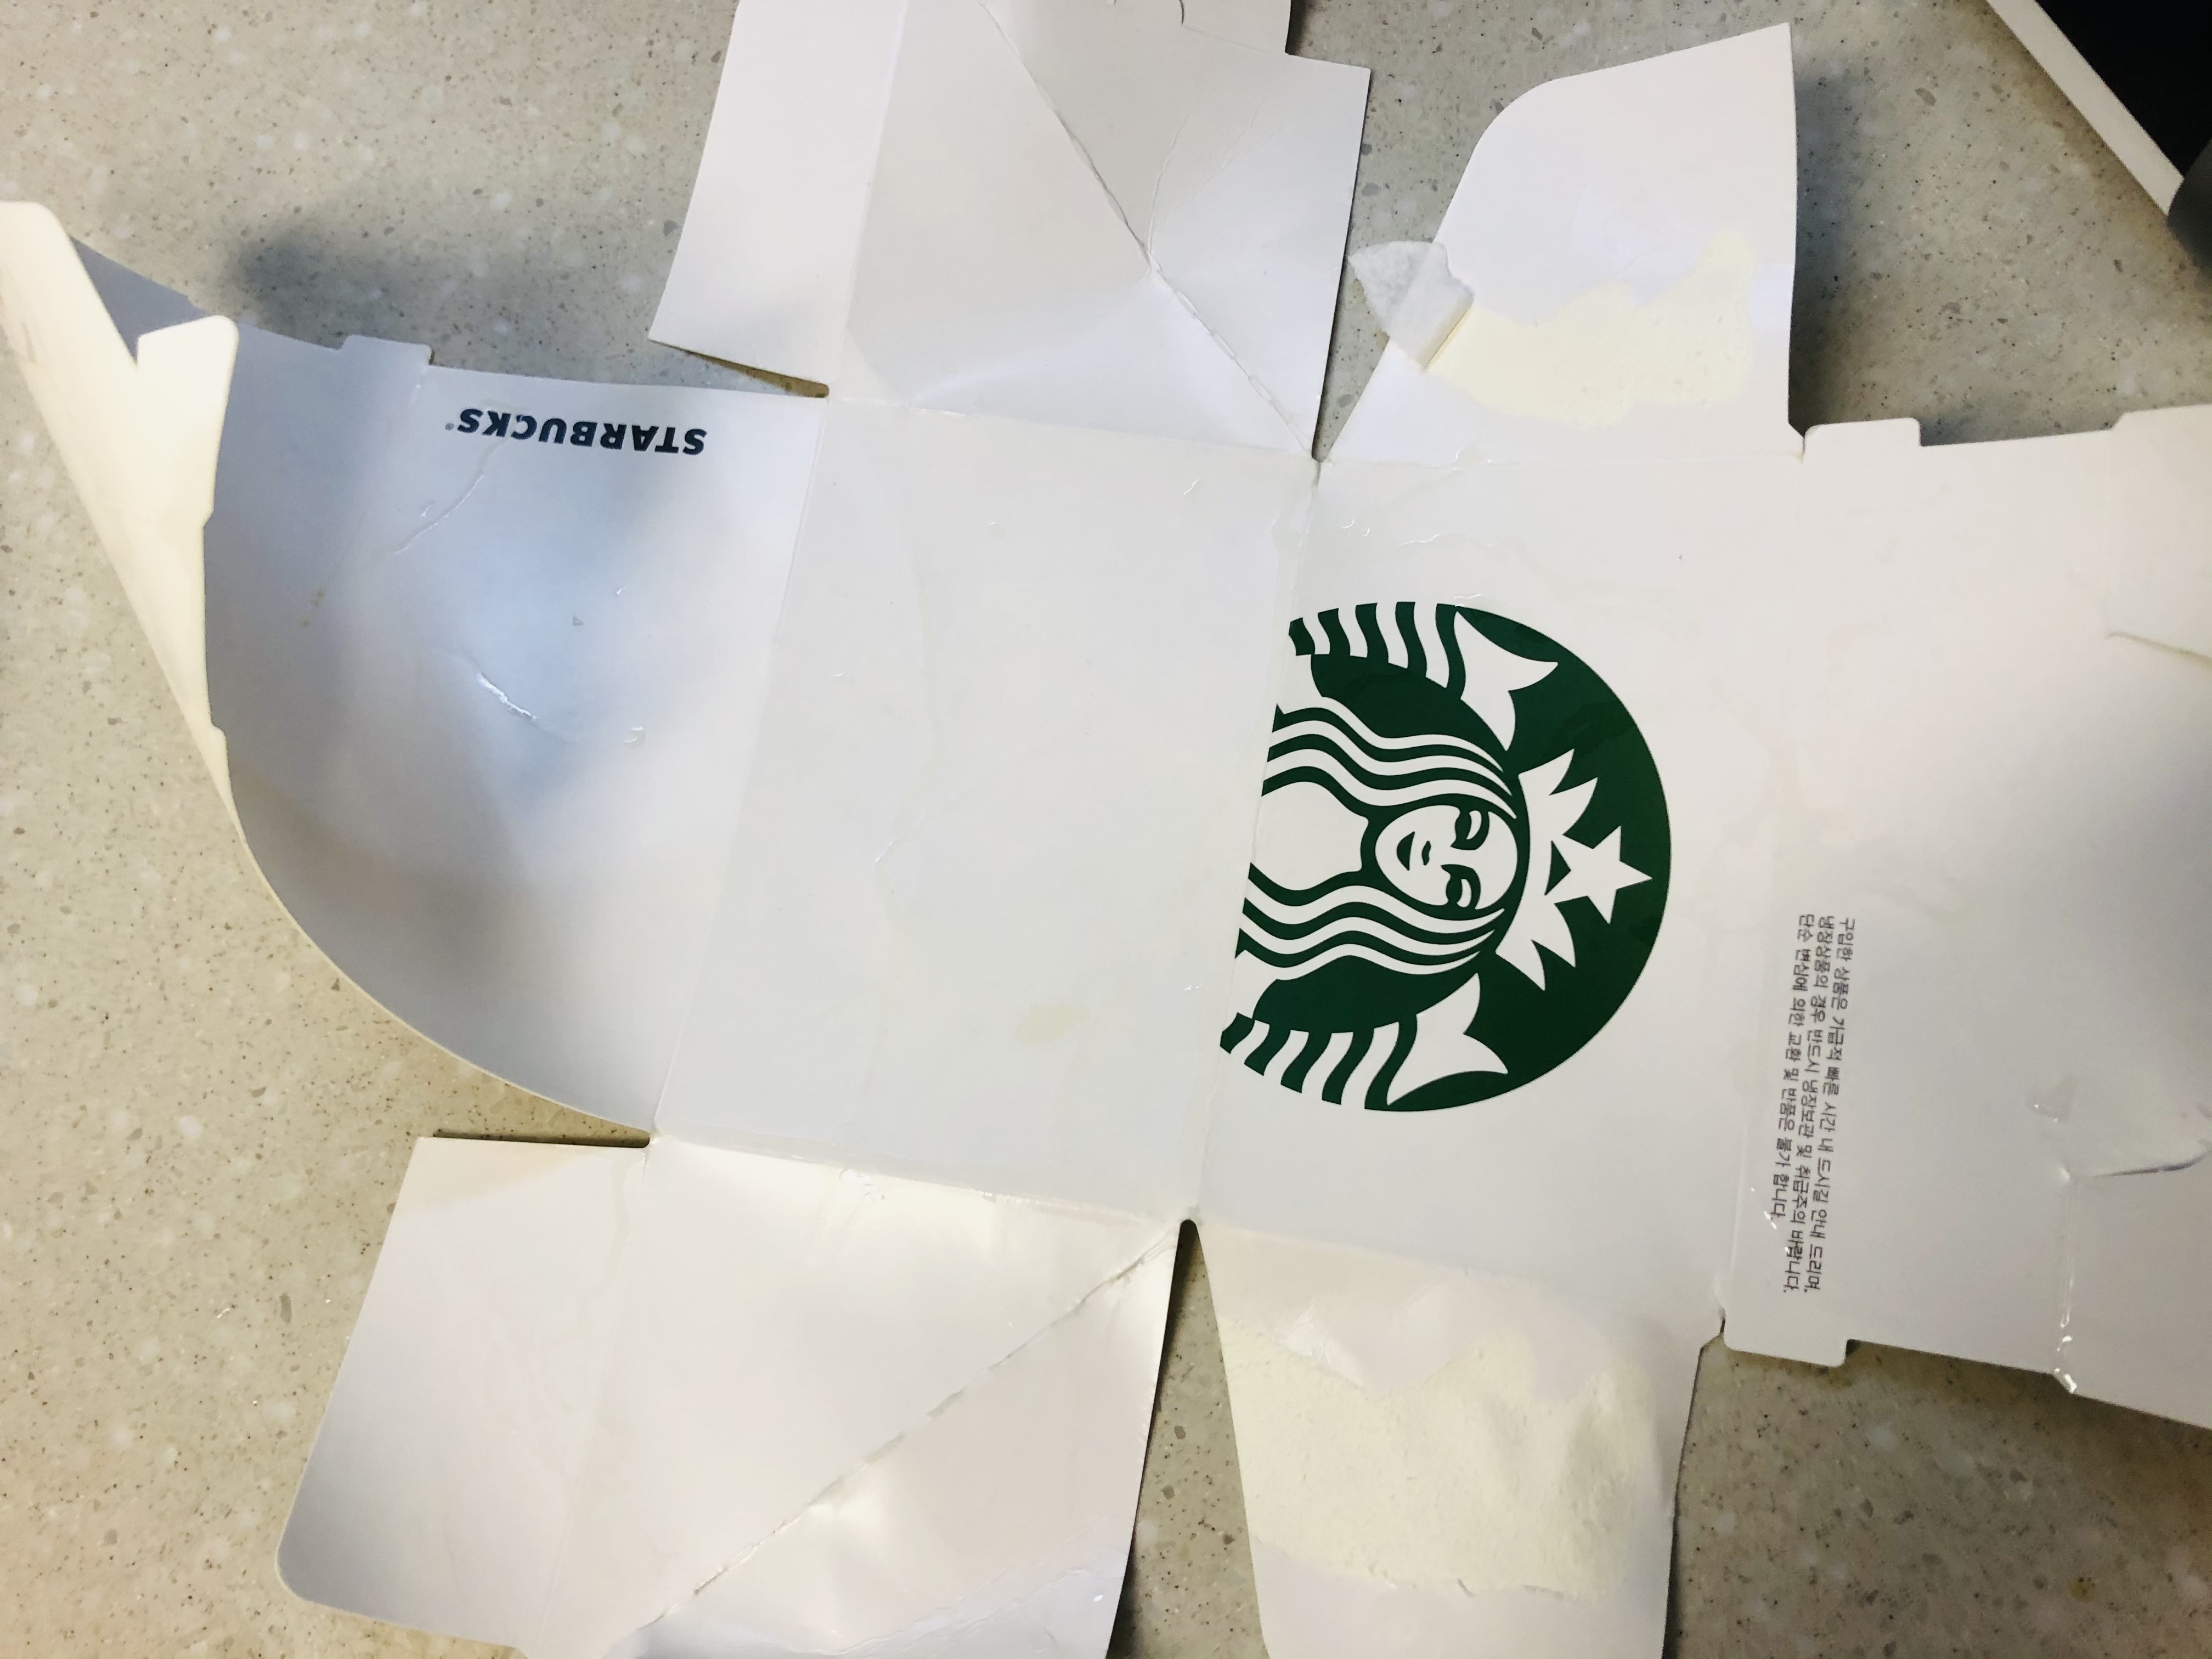 STARBUCKS®
구입한 상품은 가급적 빠른 시간 내 드시길 안내 드리며,
냉장상품의 경우 반드시 냉장보관 및 취급주의 바랍니다.
단순 변심에 의한 교환 및 반품은 불가 합니다.